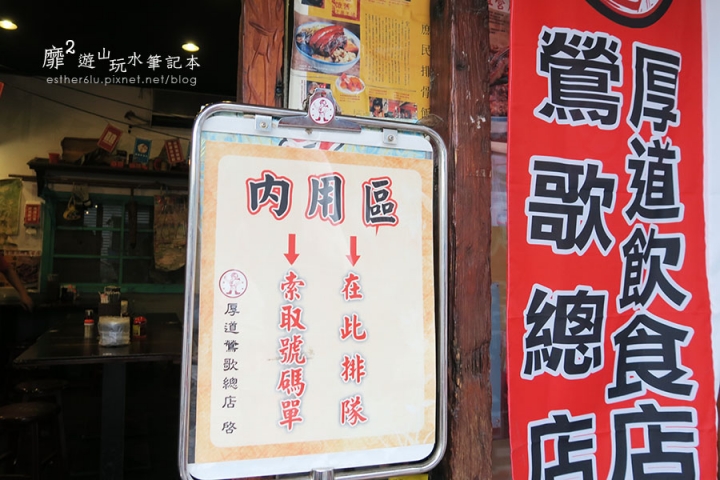 靡²遊山玩水筆記本
esther6lu.pixnet.net/blog
內用區
在此排隊
索取號碼單
厚道鶯歌總店 啓
厚道飲食店
鶯歌總店